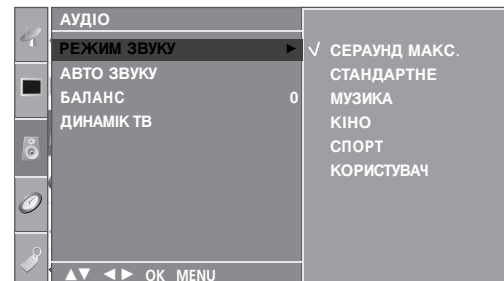 АУДІО
РЕЖИМ ЗВУКУ ►
АВТО ЗВУКУ
БАЛАНС 0
ДИНАМІК ТВ
▲▼ ◄► OK MENU
√ СЕРАУНД МАКС.
СТАНДАРТНЕ
МУЗИКА
КІНО
СПОРТ
КОРИСТУВАЧ